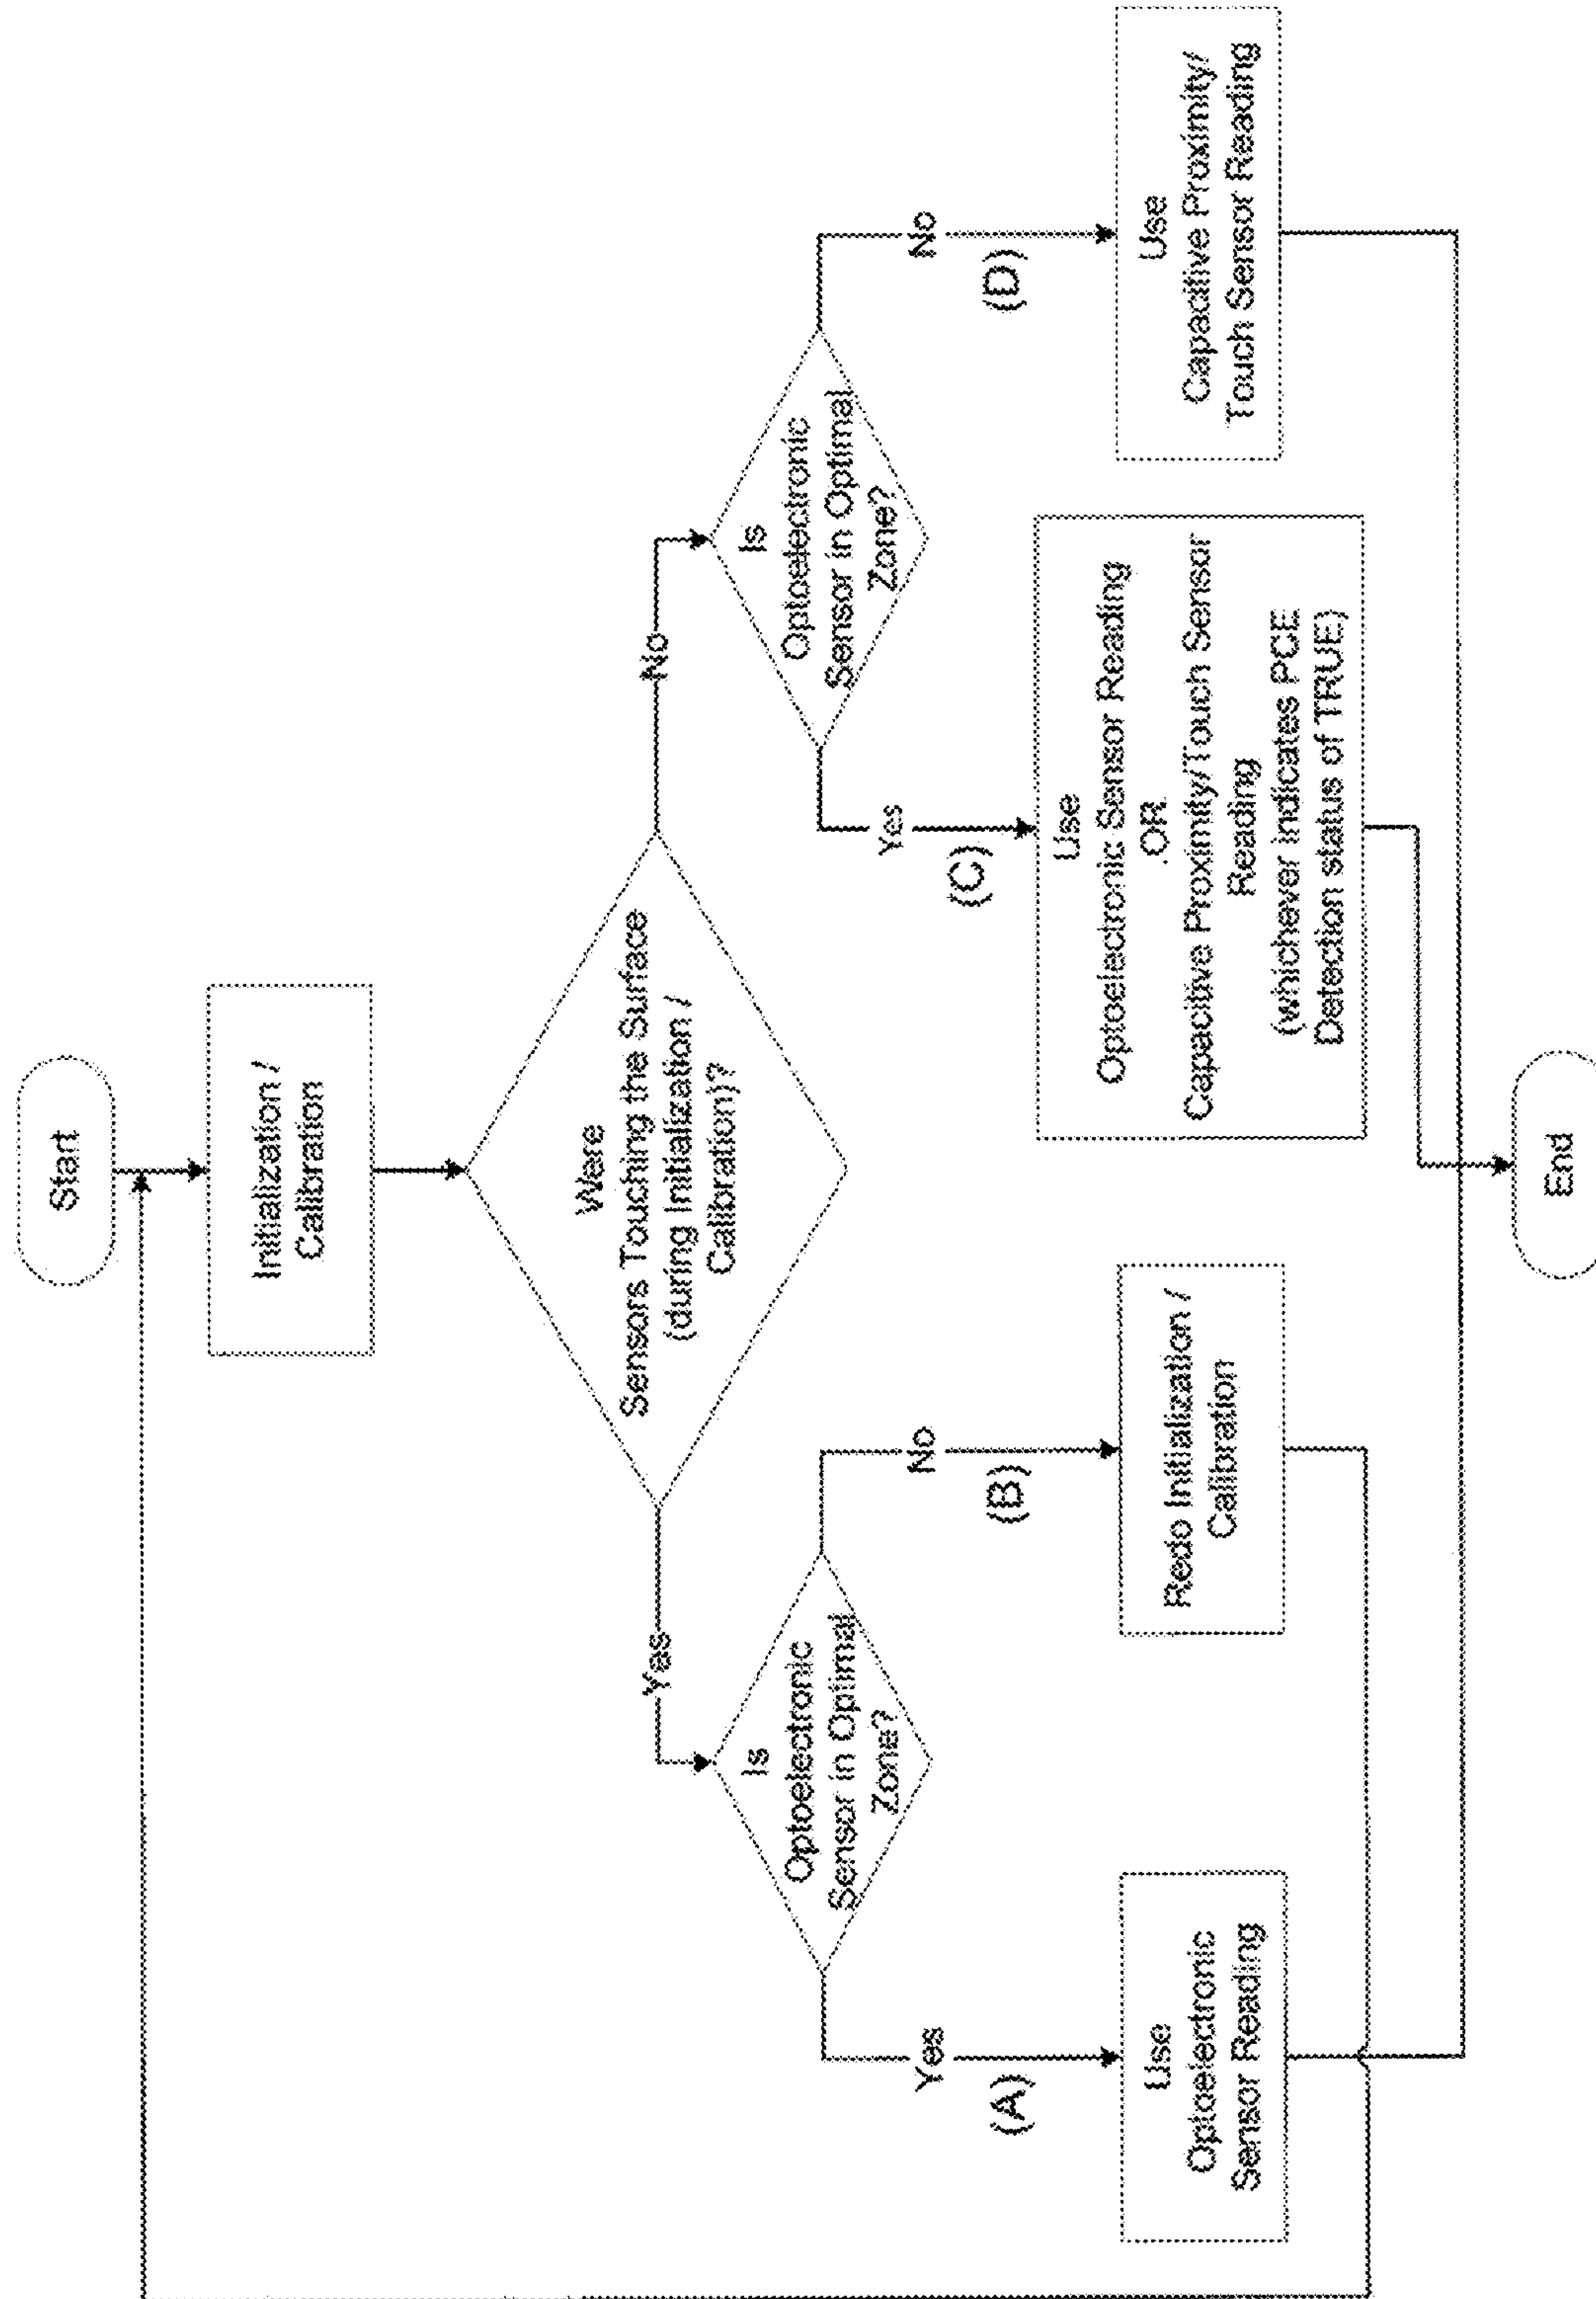 Start
Initialization /
Calibration
Were
Sensors Touching the Surface
(during Initialization /
Calibration)?
Yes
No
Is
Optoelectronic
Sensor in Optimal
Zone?
Is
Optoelectronic
Sensor in Optimal
Zone?
Yes
(A)
No
(B)
Yes
(C)
No
(D)
Use
Optoelectronic
Sensor Reading
Redo Initialization /
Calibration
Use
Optoelectronic Sensor Reading
OR
Capacitive Proximity/Touch Sensor
Reading
(whichever indicates PCE
Detection status of TRUE)
Use
Capacitive Proximity/
Touch Sensor Reading
End